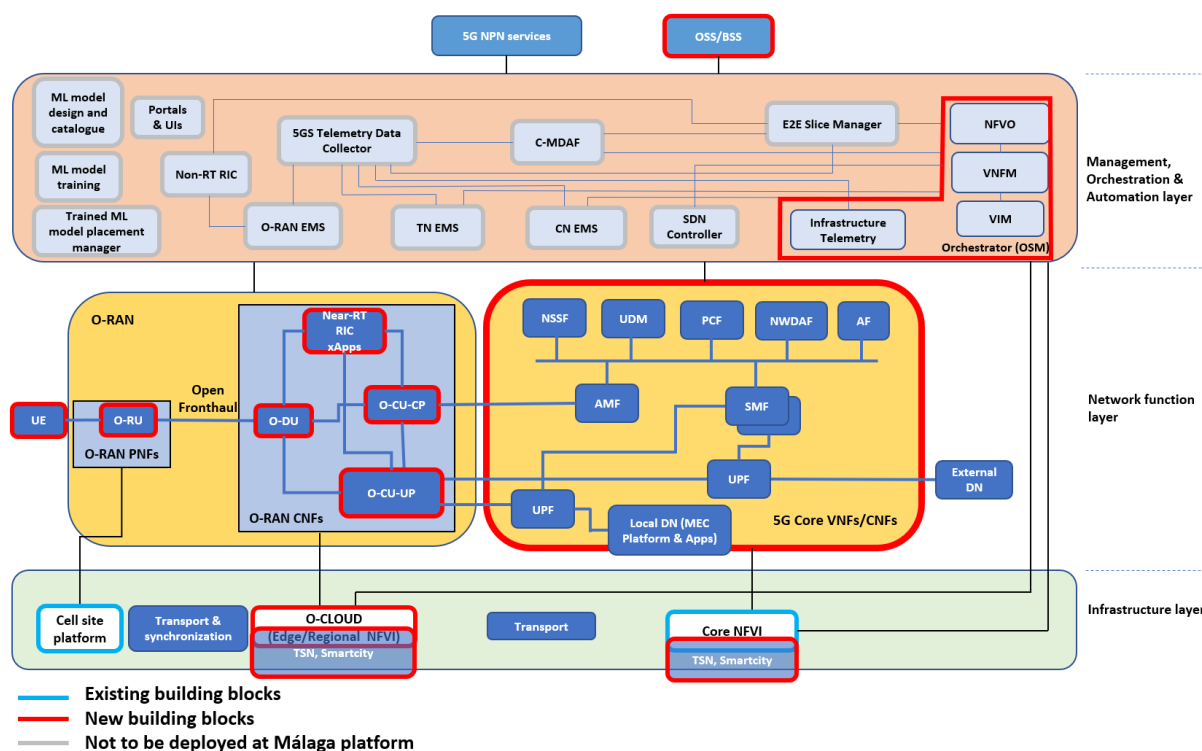 5G NPN services
OSS/BSS
ML model
design and
catalogue
Portals
& UIs
ML model
training
Non-RT RIC
Trained ML
model placement
manager
5GS Telemetry Data
Collector
C-MDAF
E2E Slice Manager
NFVO
VNFM
VIM
O-RAN EMS
TN EMS
CN EMS
SDN
Controller
Infrastructure
Telemetry
Orchestrator (OSM)
Management,
Orchestration &
Automation layer
O-RAN
Near-RT
RIC
xApps
Open
Fronthaul
UE
O-RU
O-RAN PNFs
O-DU
O-CU-CP
O-CU-UP
O-RAN CNFs
NSSF
UDM
PCF
NWDAF
AF
AMF
SMF
UPF
UPF
Local DN (MEC
Platform & Apps)
5G Core VNFs/CNFs
External
DN
Network function
layer
Cell site
platform
Transport &
synchronization
O-CLOUD
(Edge/Regional NFVI)
TSN, Smartcity
Transport
Core NFVI
TSN, Smartcity
Infrastructure layer
Existing building blocks
New building blocks
Not to be deployed at Málaga platform